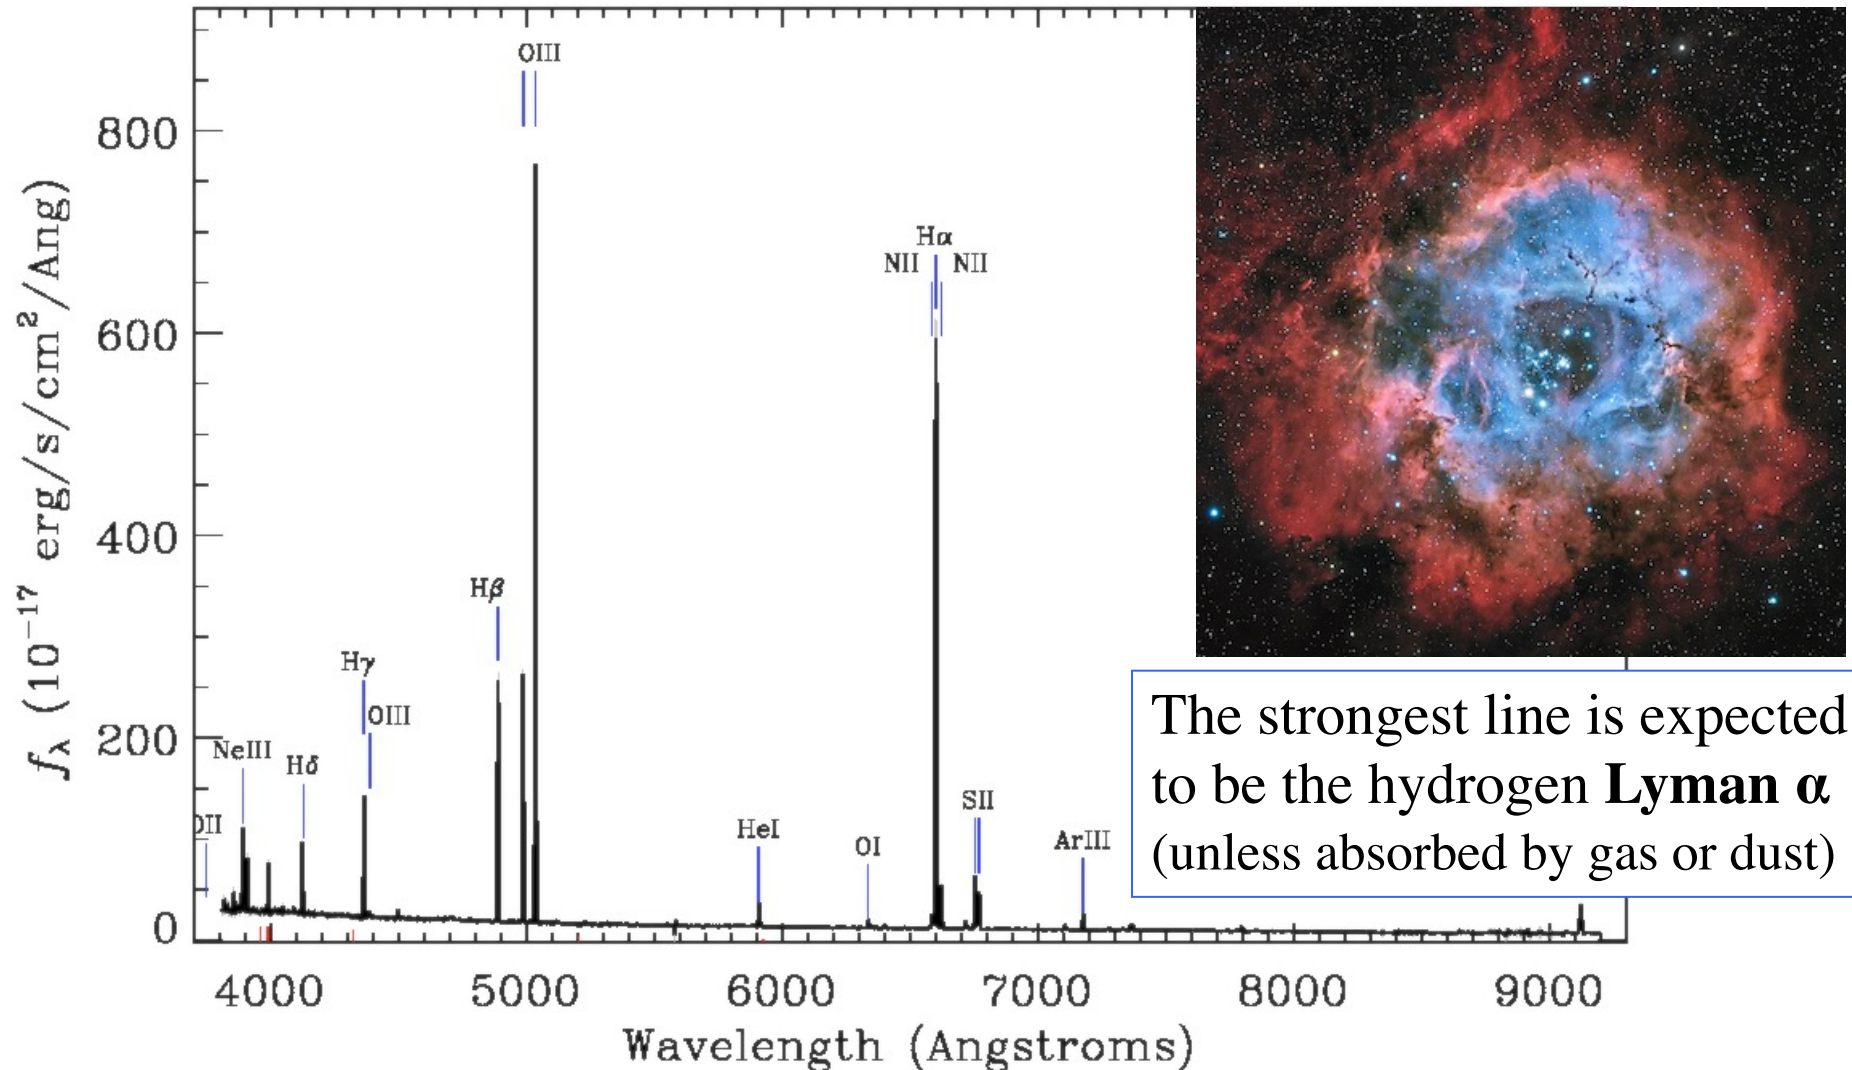 OIII
800
Hα
NII NII
600
f_λ (10⁻¹⁷ erg/s/cm²/Ang)
400
Hβ
Hγ
OIII
200
NeIII
Hδ
OII
HeI
OI
SII
ArIII
0
4000 5000 6000 7000 8000 9000
Wavelength (Angstroms)
The strongest line is expected
to be the hydrogen Lyman α
(unless absorbed by gas or dust)